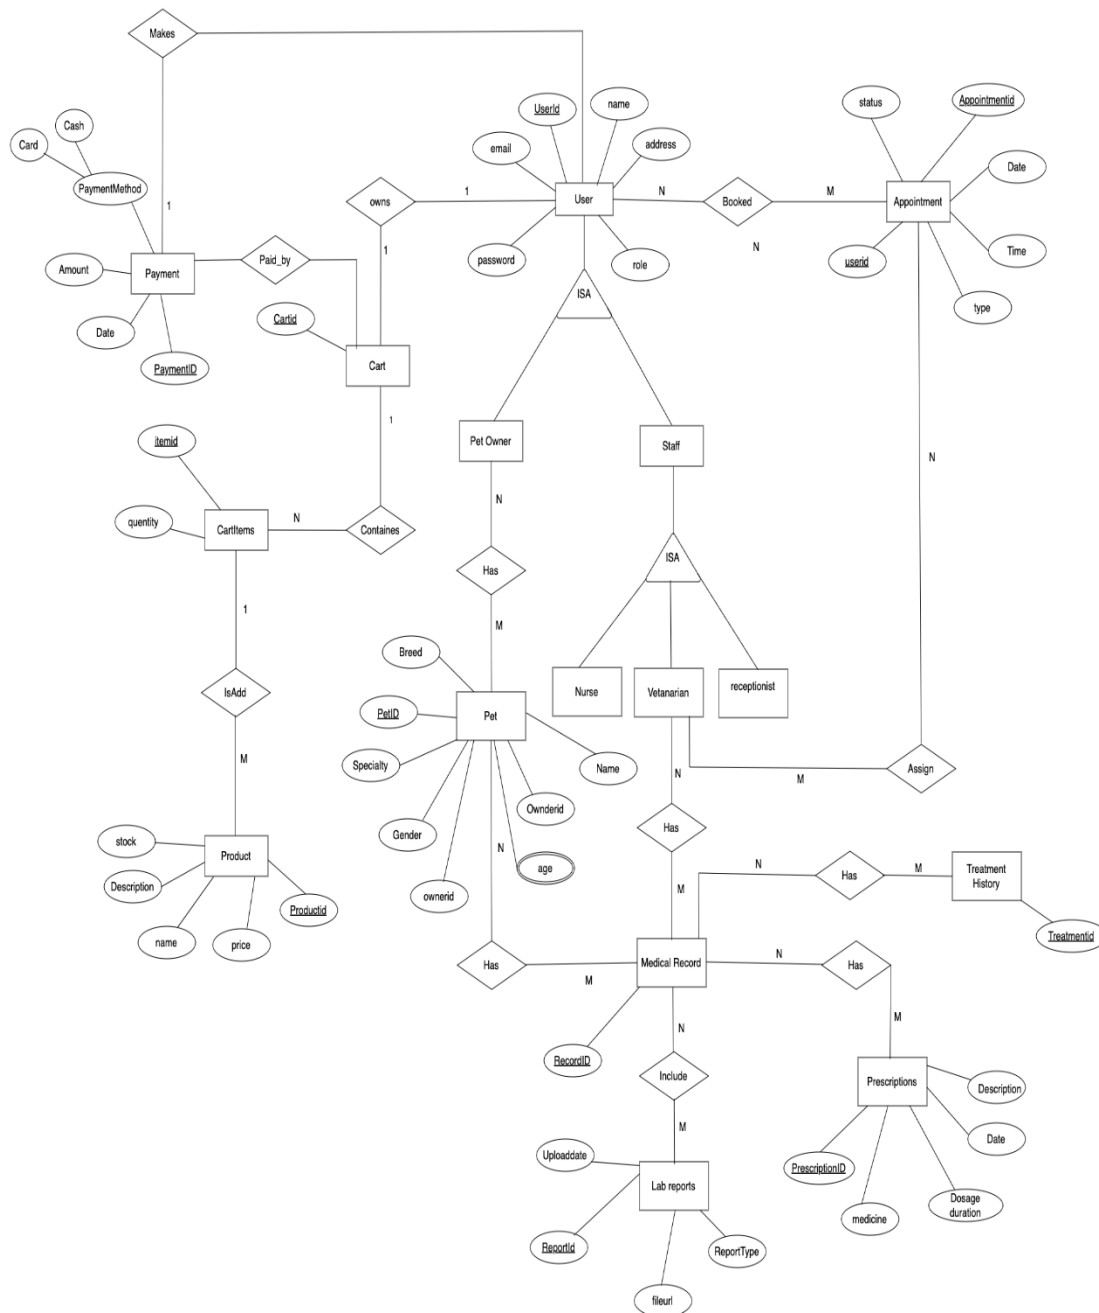 Makes
UserId
name
status
Appointmentid
Cash
Card
email
address
Date
PaymentMethod
1
owns
1
User
N
Booked
M
Appointment
N
Paid_by
1
password
role
userid
Time
Amount
Payment
ISA
type
Date
Cartid
PaymentID
Cart
1
itemid
Pet Owner
Staff
N
N
quentity
CartItems
N
Containes
ISA
Has
1
M
Breed
IsAdd
Nurse
Vetanarian
receptionist
PetID
Pet
M
Specialty
Name
N
M
Assign
Ownderid
Gender
Has
stock
N
Product
Description
age
N
M
Treatment
History
Has
ownerid
M
Productid
name
price
Treatmentid
Has
M
Medical Record
N
Has
M
N
RecordID
Include
Prescriptions
Description
M
Date
Uploaddate
Lab reports
PrescriptionID
Dosage
duration
medicine
ReportId
ReportType
fileurl